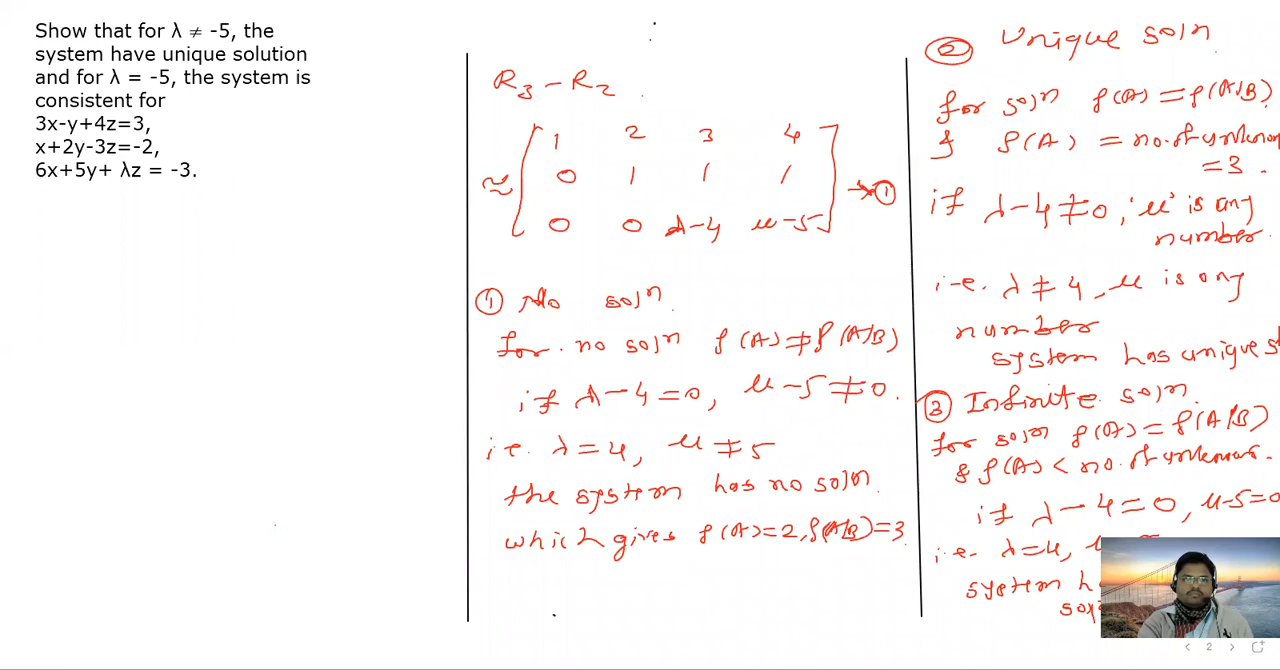 Show that for λ ≠ -5, the
system have unique solution
and for λ = -5, the system is
consistent for
3x-y+4z=3,
x+2y-3z=-2,
6x+5y+ λz = -3.
R3 - R2
≈ [ 1 2 3 4
0 1 1 1
0 0 λ-4 μ-5 ] → ①
① No soln
for no soln ρ(A) ≠ ρ(A/B)
if λ-4=0, μ-5≠0.
i.e. λ=4, μ≠5
the system has no soln
which gives ρ(A)=2, ρ(A/B)=3
② Unique soln
for soln ρ(A)=ρ(A/B)
& ρ(A) = no. of unknown
=3.
if λ-4≠0, 'μ' is any
number.
i.e. λ≠4, μ is any
number
system has unique
③ Infinite soln.
for soln ρ(A)=ρ(A/B)
& ρ(A) < no. of unknown.
if λ-4=0, μ-5=0
i.e. λ=4,
system
2